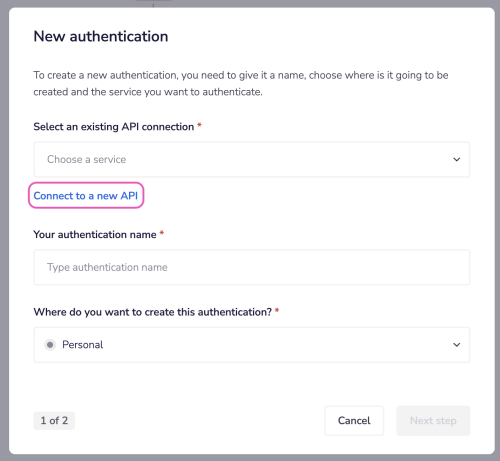 New authentication
To create a new authentication, you need to give it a name, choose where is it going to be
created and the service you want to authenticate.
Select an existing API connection *
Choose a service
Connect to a new API
Your authentication name *
Type authentication name
Where do you want to create this authentication? *
Personal
1 of 2
Cancel
Next step